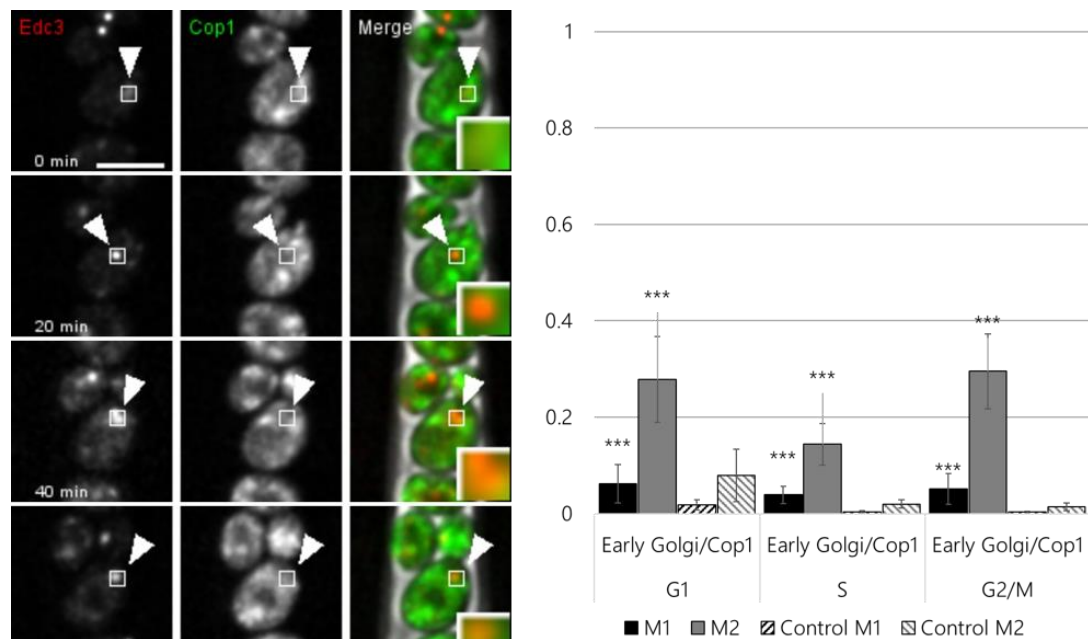 Edc3 Cop1 Merge
0 min
20 min
40 min
1
0.8
0.6
0.4
0.2
0
*** *** *** *** *** ***
Early Golgi/Cop1 Early Golgi/Cop1 Early Golgi/Cop1
G1 S G2/M
M1 M2 Control M1 Control M2